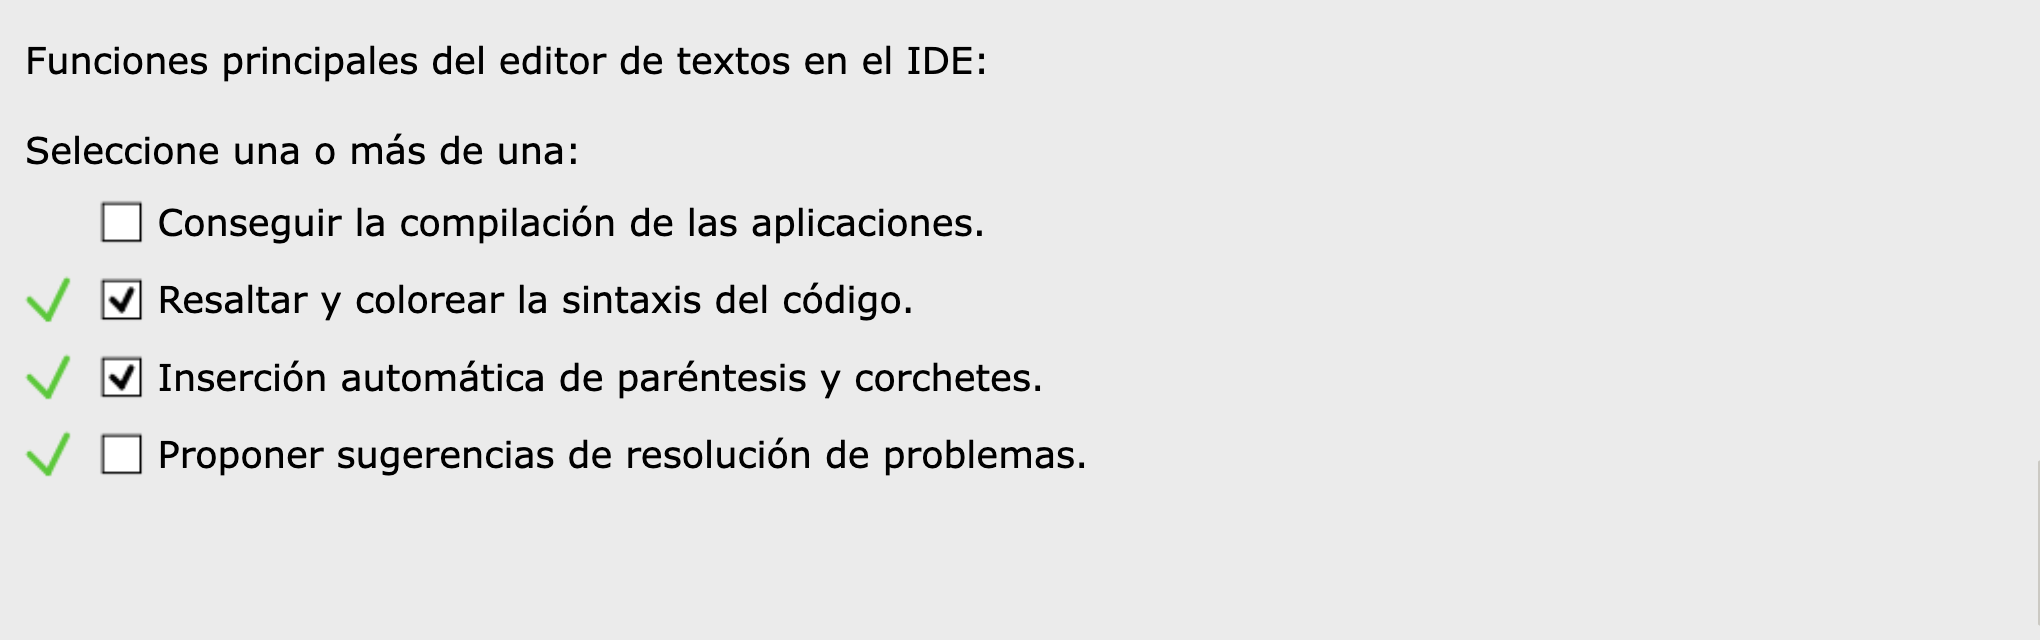 Funciones principales del editor de textos en el IDE:
Seleccione una o más de una:
Conseguir la compilación de las aplicaciones.
Resaltar y colorear la sintaxis del código.
Inserción automática de paréntesis y corchetes.
Proponer sugerencias de resolución de problemas.